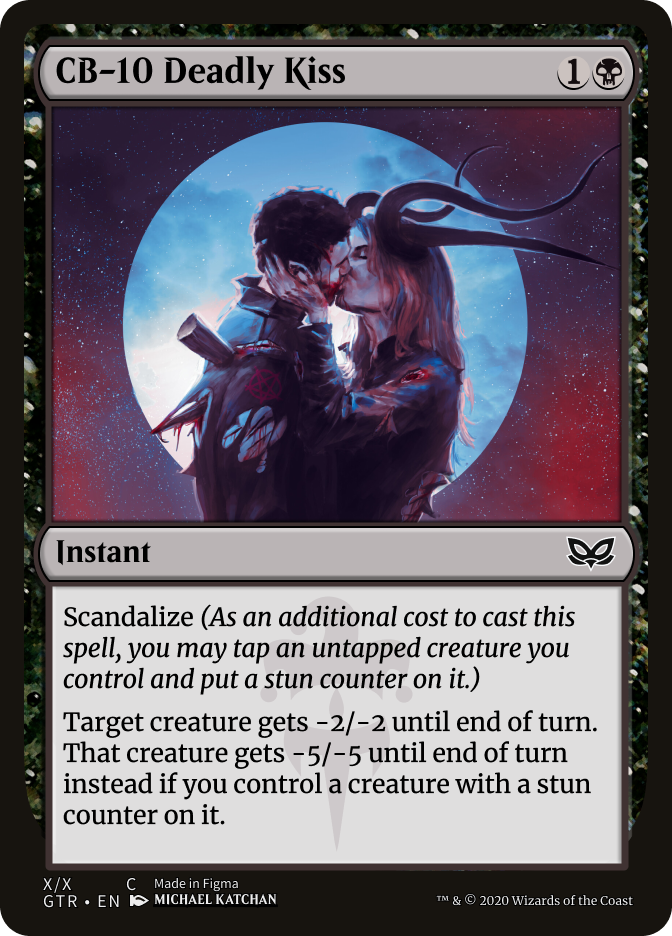 CB-10 Deadly Kiss 1
Instant
Scandalize (As an additional cost to cast this
spell, you may tap an untapped creature you
control and put a stun counter on it.)
Target creature gets -2/-2 until end of turn.
That creature gets -5/-5 until end of turn
instead if you control a creature with a stun
counter on it.
X/X C Made in Figma
GTR • EN MICHAEL KATCHAN ™ & © 2020 Wizards of the Coast